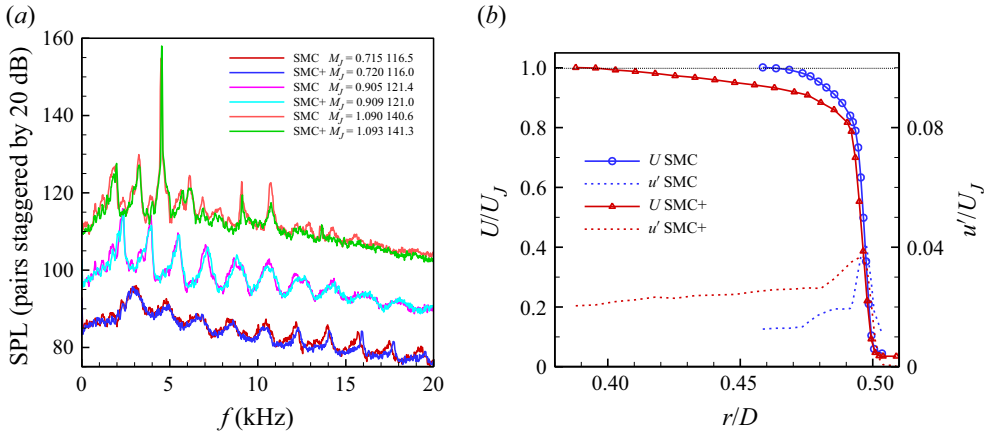 (a)
SPL (pairs staggered by 20 dB)
160
140
120
100
80
SMC M_J = 0.715 116.5
SMC+ M_J = 0.720 116.0
SMC M_J = 0.905 121.4
SMC+ M_J = 0.909 121.0
SMC M_J = 1.090 140.6
SMC+ M_J = 1.093 141.3
0 5 10 15 20
f (kHz)
(b)
U/U_J
1.0
0.8
0.6
0.4
0.2
0
U SMC
u′ SMC
U SMC+
u′ SMC+
0.40 0.45 0.50
r/D
0.08
0.04
0
u′/U_J